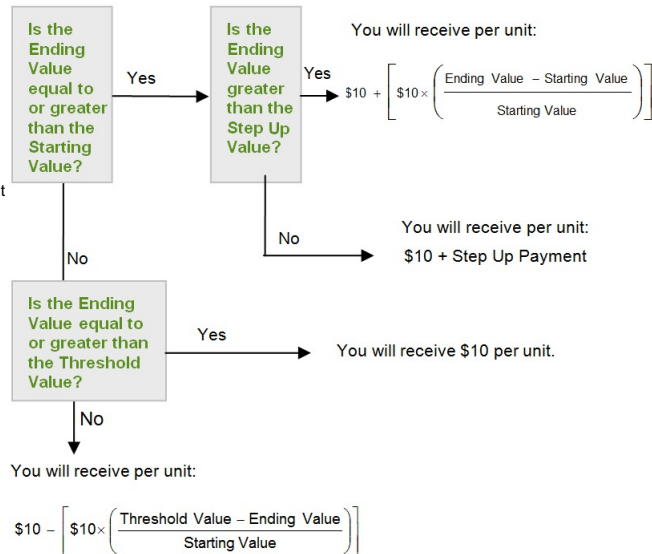 Is the
Ending
Value
equal to
or greater
than the
Starting
Value?
Yes
Is the
Ending
Value
greater
than the
Step Up
Value?
Yes
You will receive per unit:
$10 + [$10× (Ending Value – Starting Value
Starting Value)]
t
No
No
You will receive per unit:
$10 + Step Up Payment
Is the Ending
Value equal to
or greater than
the Threshold
Value?
Yes
You will receive $10 per unit.
No
You will receive per unit:
$10 – [$10× (Threshold Value – Ending Value
Starting Value)]